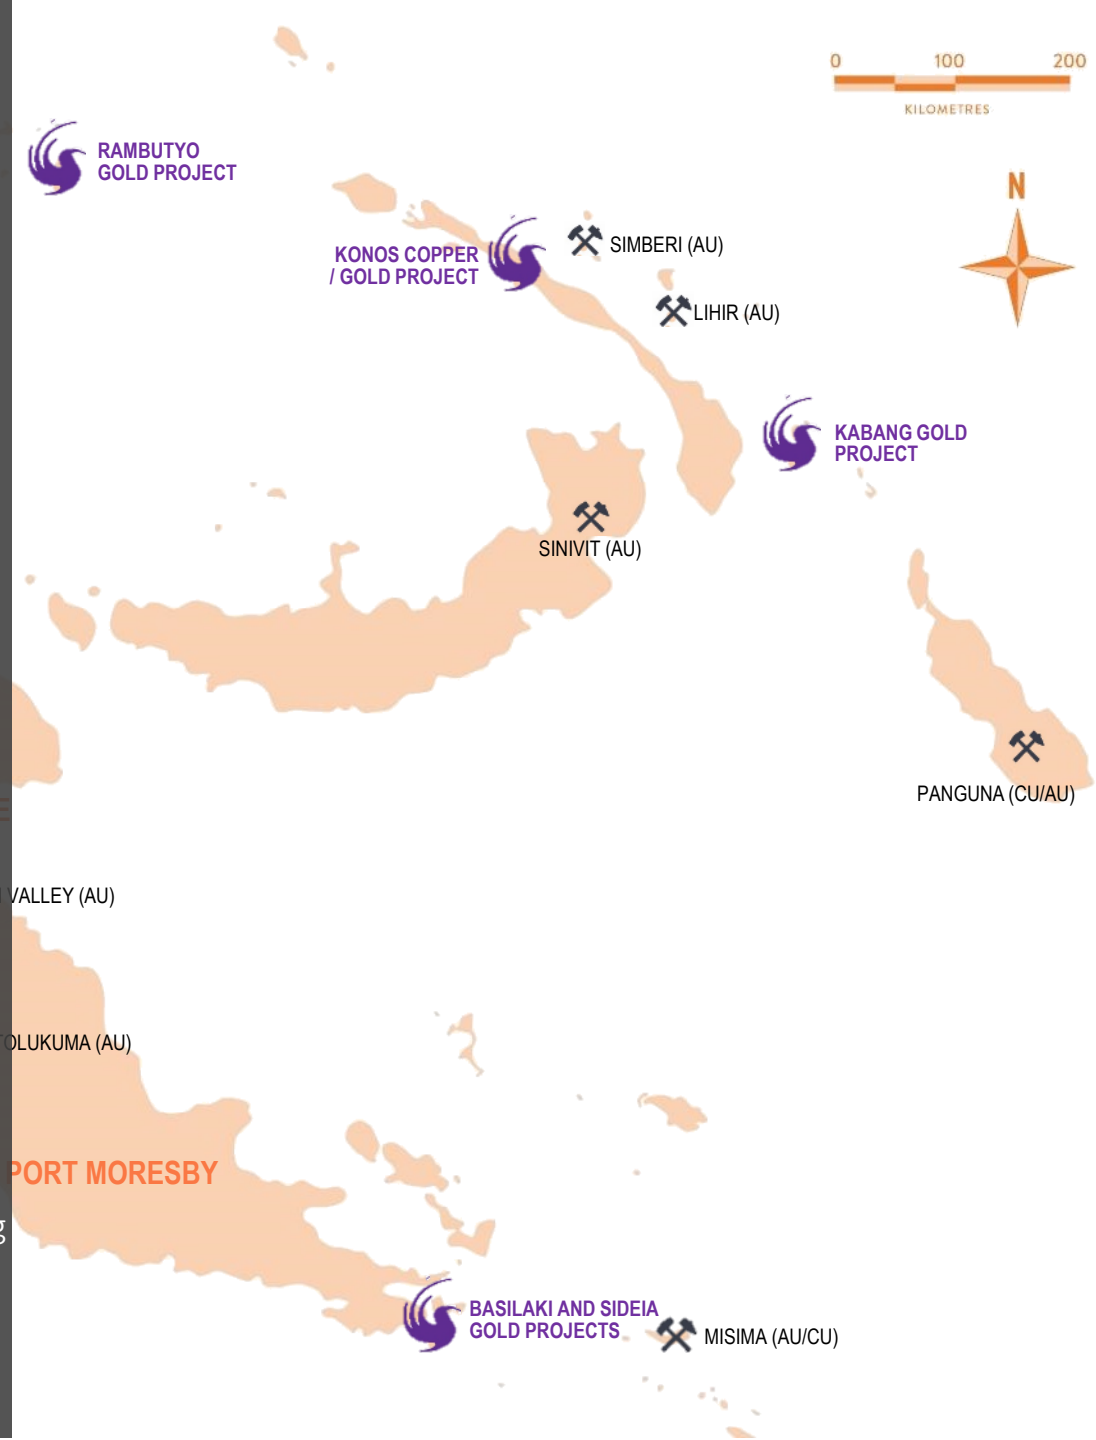 0 100 200
KILOMETRES
RAMBUTYO
GOLD PROJECT
N
KONOS COPPER
/ GOLD PROJECT
SIMBERI (AU)
LIHIR (AU)
KABANG GOLD
PROJECT
SINIVIT (AU)
PANGUNA (CU/AU)
VALLEY (AU)
TOLUKUMA (AU)
PORT MORESBY
g
BASILAKI AND SIDEIA
GOLD PROJECTS
MISIMA (AU/CU)